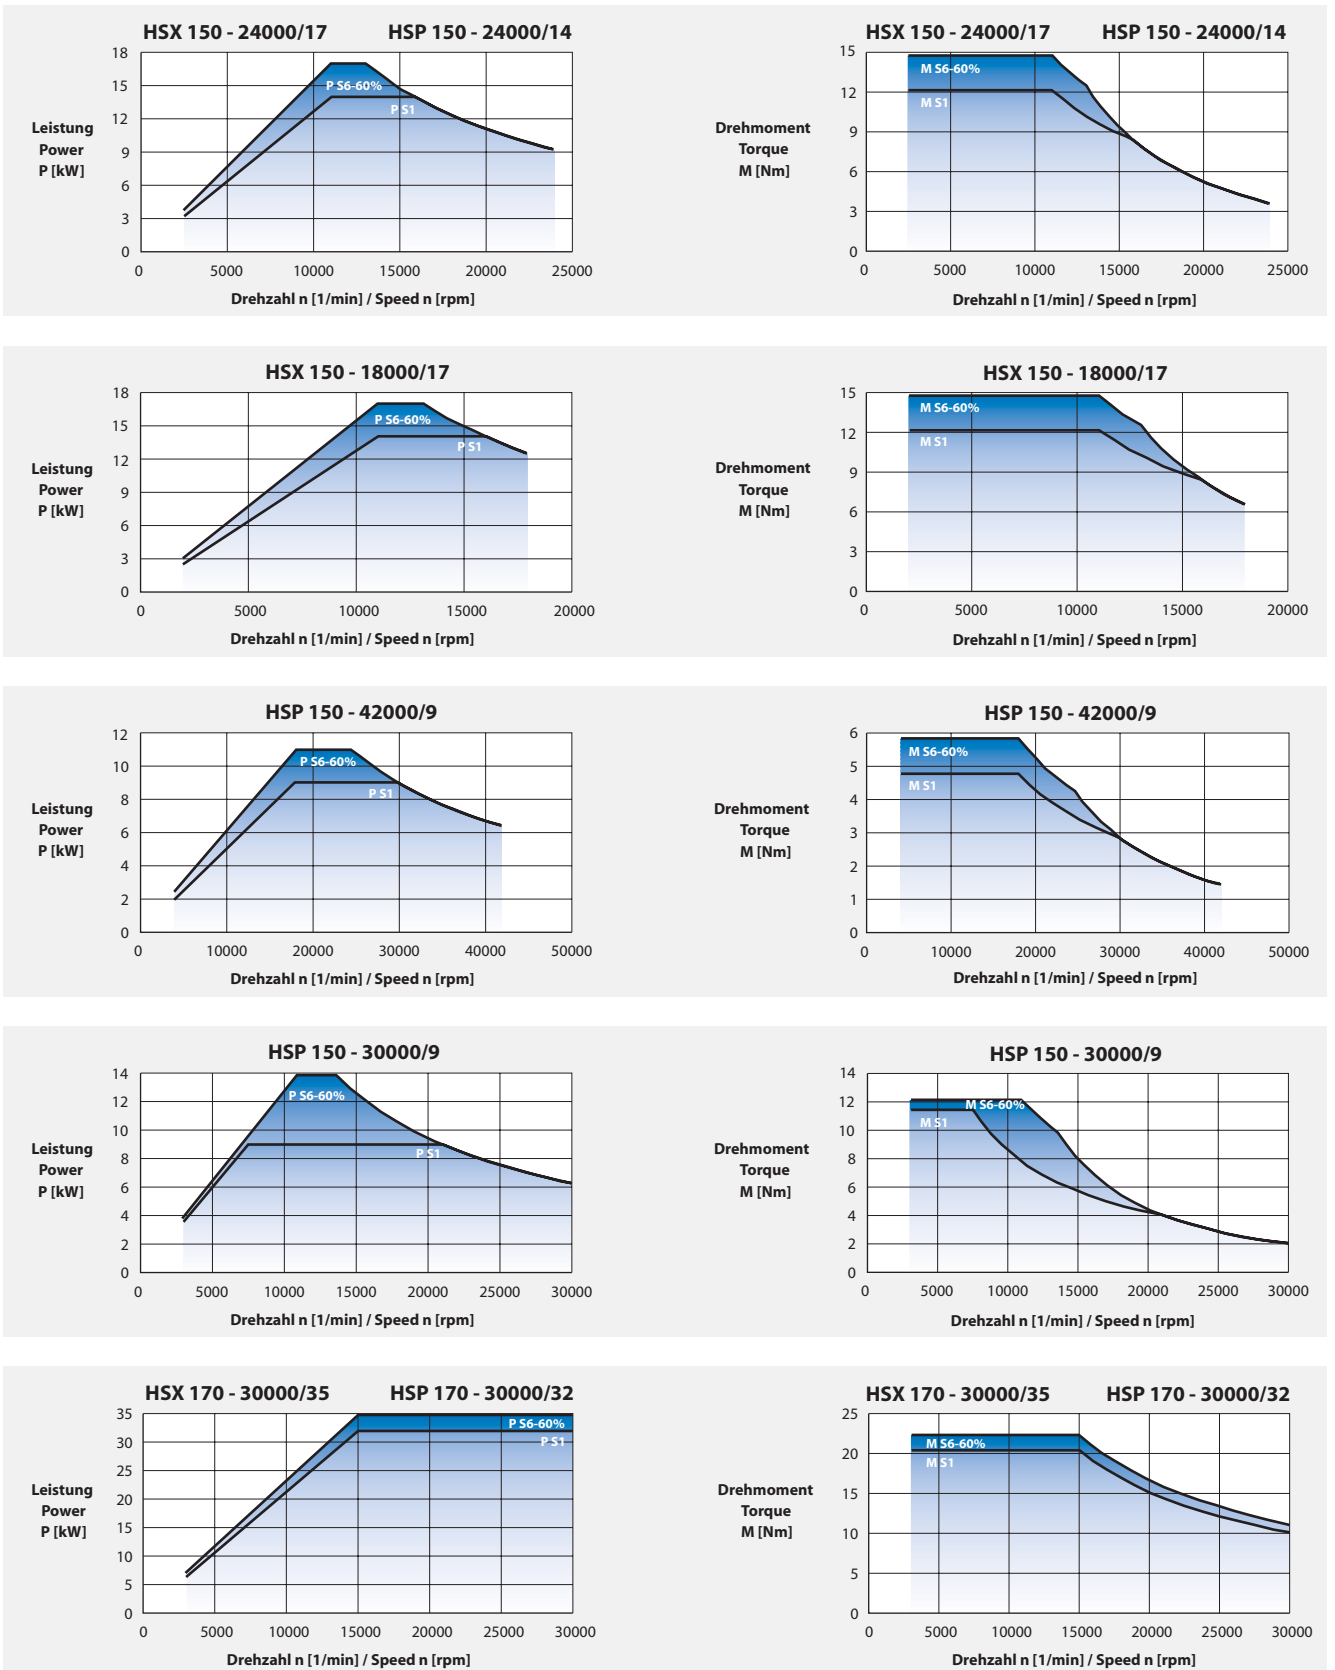 HSX 150 - 24000/17 HSP 150 - 24000/14
18
15
12
9
6
3
0
Leistung
Power
P [kW]
P S6-60%
P S1
0 5000 10000 15000 20000 25000
Drehzahl n [1/min] / Speed n [rpm]
HSX 150 - 24000/17 HSP 150 - 24000/14
15
12
9
6
3
0
Drehmoment
Torque
M [Nm]
M S6-60%
M S1
0 5000 10000 15000 20000 25000
Drehzahl n [1/min] / Speed n [rpm]
HSX 150 - 18000/17
18
15
12
9
6
3
0
Leistung
Power
P [kW]
P S6-60%
P S1
0 5000 10000 15000 20000
Drehzahl n [1/min] / Speed n [rpm]
HSX 150 - 18000/17
15
12
9
6
3
0
Drehmoment
Torque
M [Nm]
M S6-60%
M S1
0 5000 10000 15000 20000
Drehzahl n [1/min] / Speed n [rpm]
HSP 150 - 42000/9
12
10
8
6
4
2
0
Leistung
Power
P [kW]
P S6-60%
P S1
0 10000 20000 30000 40000 50000
Drehzahl n [1/min] / Speed n [rpm]
HSP 150 - 42000/9
6
5
4
3
2
1
0
Drehmoment
Torque
M [Nm]
M S6-60%
M S1
0 10000 20000 30000 40000 50000
Drehzahl n [1/min] / Speed n [rpm]
HSP 150 - 30000/9
14
12
10
8
6
4
2
0
Leistung
Power
P [kW]
P S6-60%
P S1
0 5000 10000 15000 20000 25000 30000
Drehzahl n [1/min] / Speed n [rpm]
HSP 150 - 30000/9
14
12
10
8
6
4
2
0
Drehmoment
Torque
M [Nm]
M S6-60%
M S1
0 5000 10000 15000 20000 25000 30000
Drehzahl n [1/min] / Speed n [rpm]
HSX 170 - 30000/35 HSP 170 - 30000/32
35
30
25
20
15
10
5
0
Leistung
Power
P [kW]
P S6-60%
P S1
0 5000 10000 15000 20000 25000 30000
Drehzahl n [1/min] / Speed n [rpm]
HSX 170 - 30000/35 HSP 170 - 30000/32
25
20
15
10
5
0
Drehmoment
Torque
M [Nm]
M S6-60%
M S1
0 5000 10000 15000 20000 25000 30000
Drehzahl n [1/min] / Speed n [rpm]